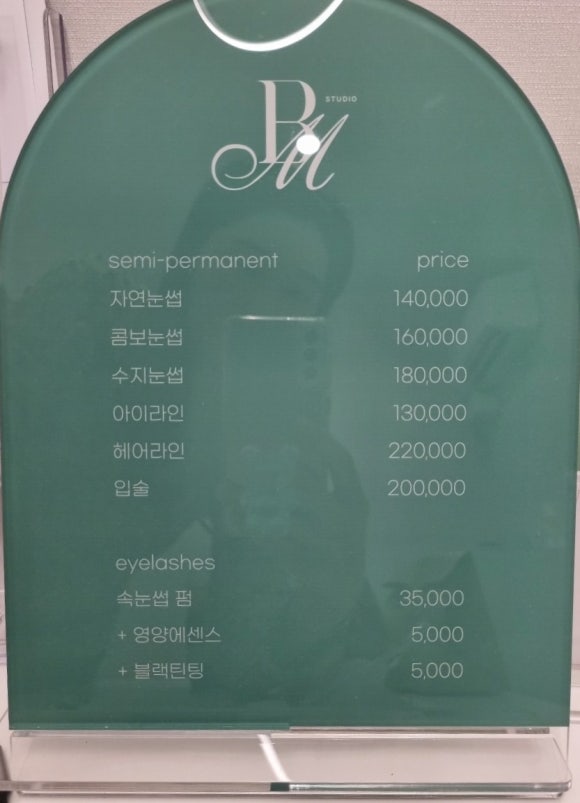 BM STUDIO
semi-permanent price
자연눈썹 140,000
콤보눈썹 160,000
수지눈썹 180,000
아이라인 130,000
헤어라인 220,000
입술 200,000
eyelashes
속눈썹 펌 35,000
+ 영양에센스 5,000
+ 블랙틴팅 5,000